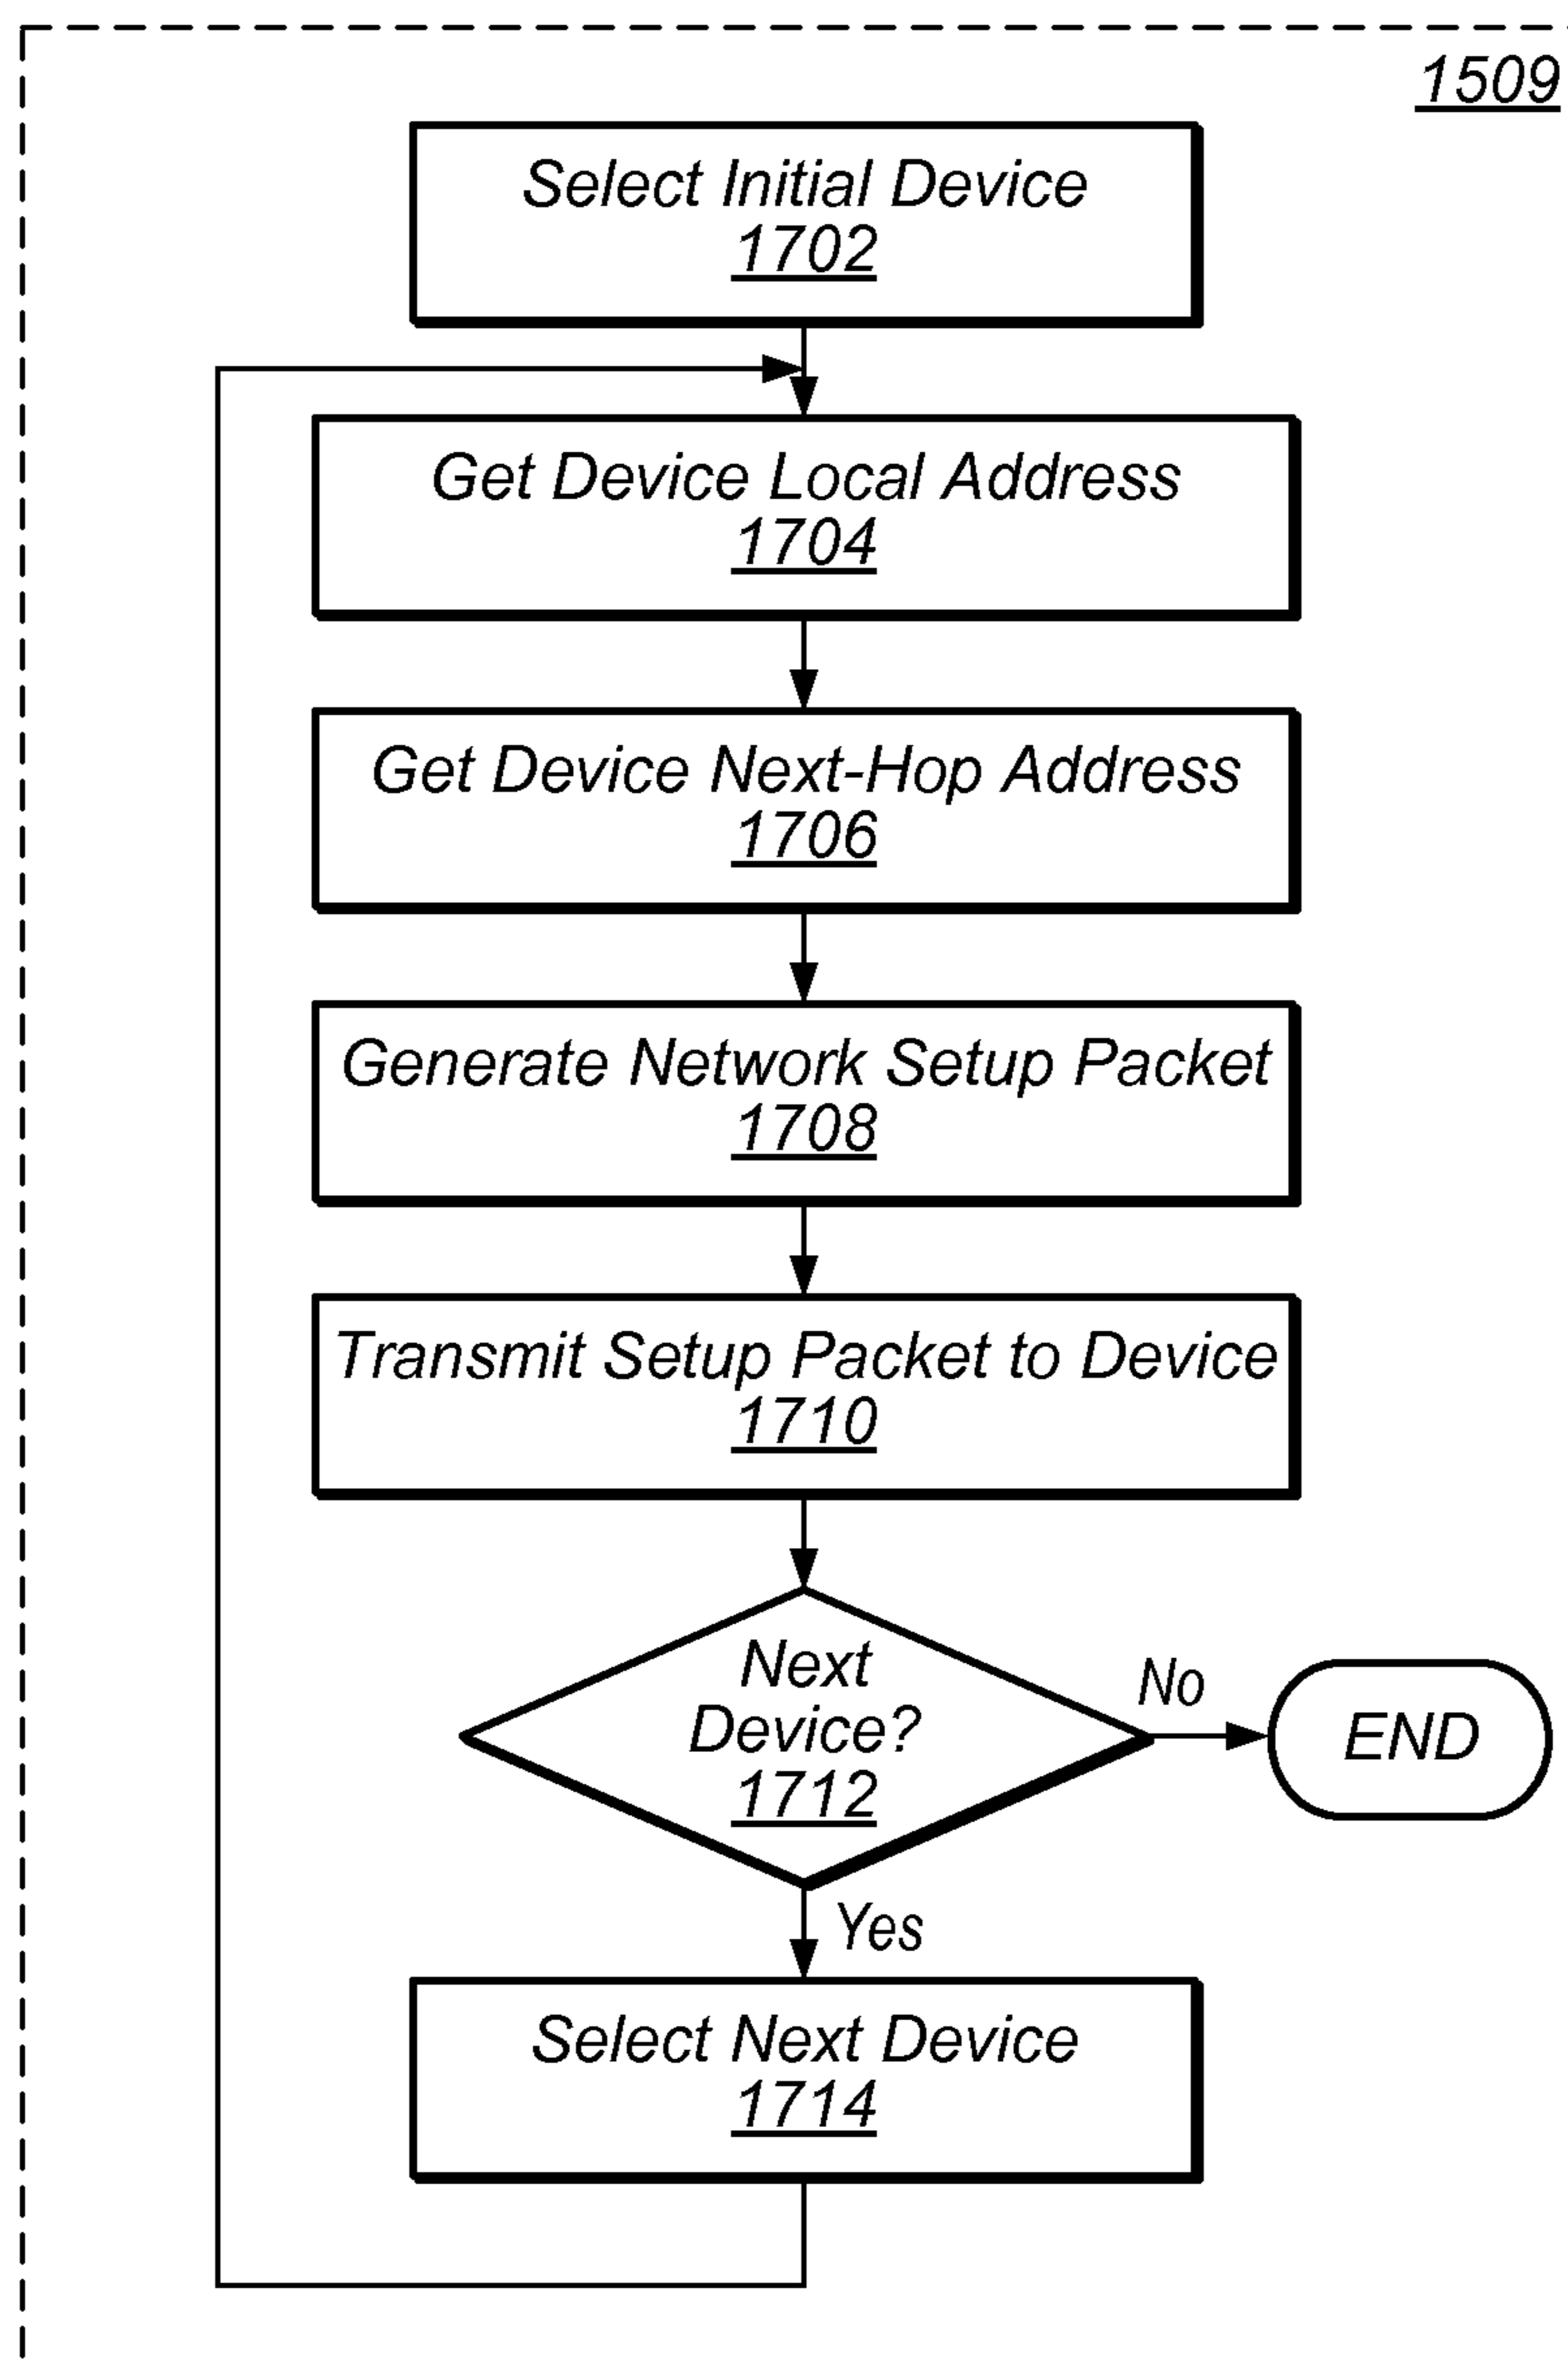 1509
Select Initial Device
1702
Get Device Local Address
1704
Get Device Next-Hop Address
1706
Generate Network Setup Packet
1708
Transmit Setup Packet to Device
1710
Next
Device?
1712
No
END
Yes
Select Next Device
1714